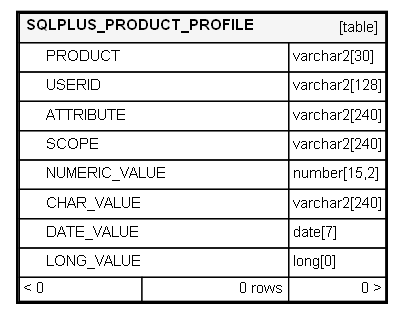 SQLPLUS_PRODUCT_PROFILE [table]
PRODUCT varchar2[30]
USERID varchar2[128]
ATTRIBUTE varchar2[240]
SCOPE varchar2[240]
NUMERIC_VALUE number[15,2]
CHAR_VALUE varchar2[240]
DATE_VALUE date[7]
LONG_VALUE long[0]
< 0 0 rows 0 >